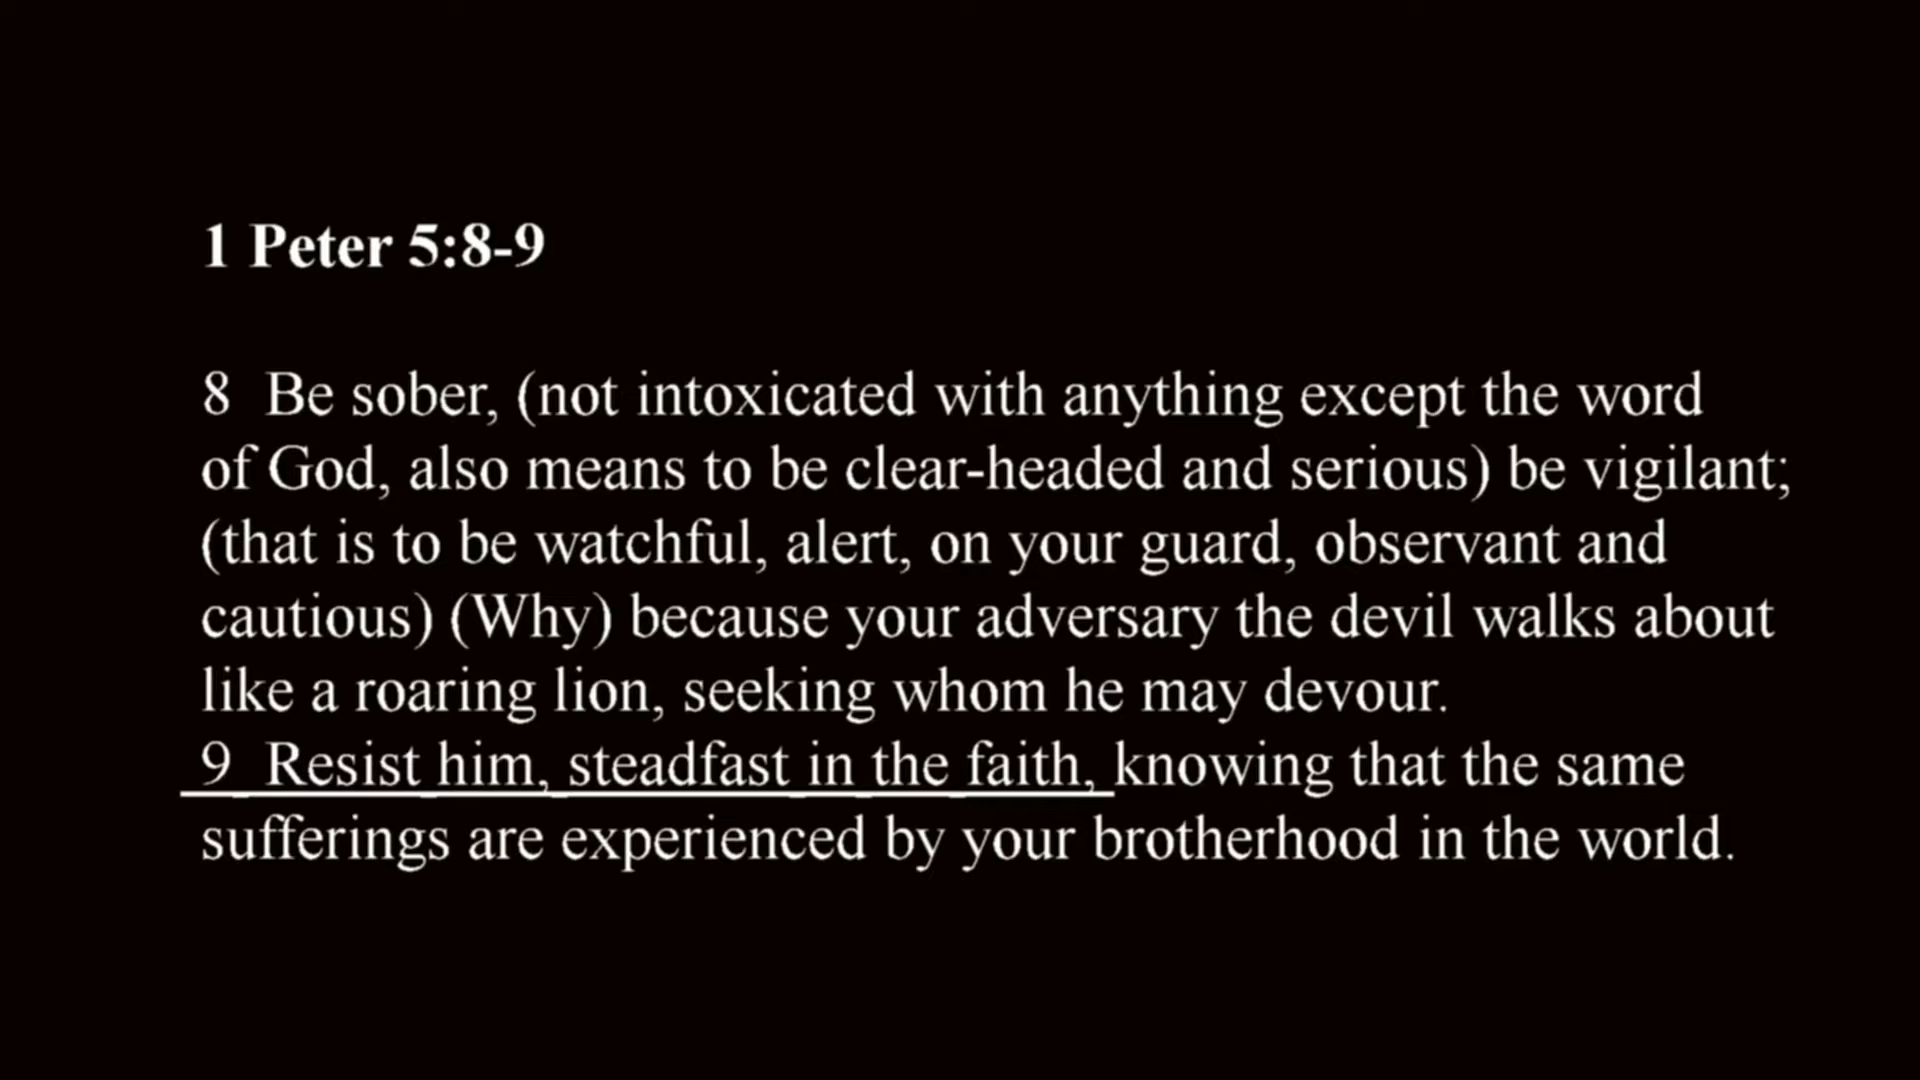 1 Peter 5:8-9
8 Be sober, (not intoxicated with anything except the word
of God, also means to be clear-headed and serious) be vigilant;
(that is to be watchful, alert, on your guard, observant and
cautious) (Why) because your adversary the devil walks about
like a roaring lion, seeking whom he may devour.
9 Resist him, steadfast in the faith, knowing that the same
sufferings are experienced by your brotherhood in the world.